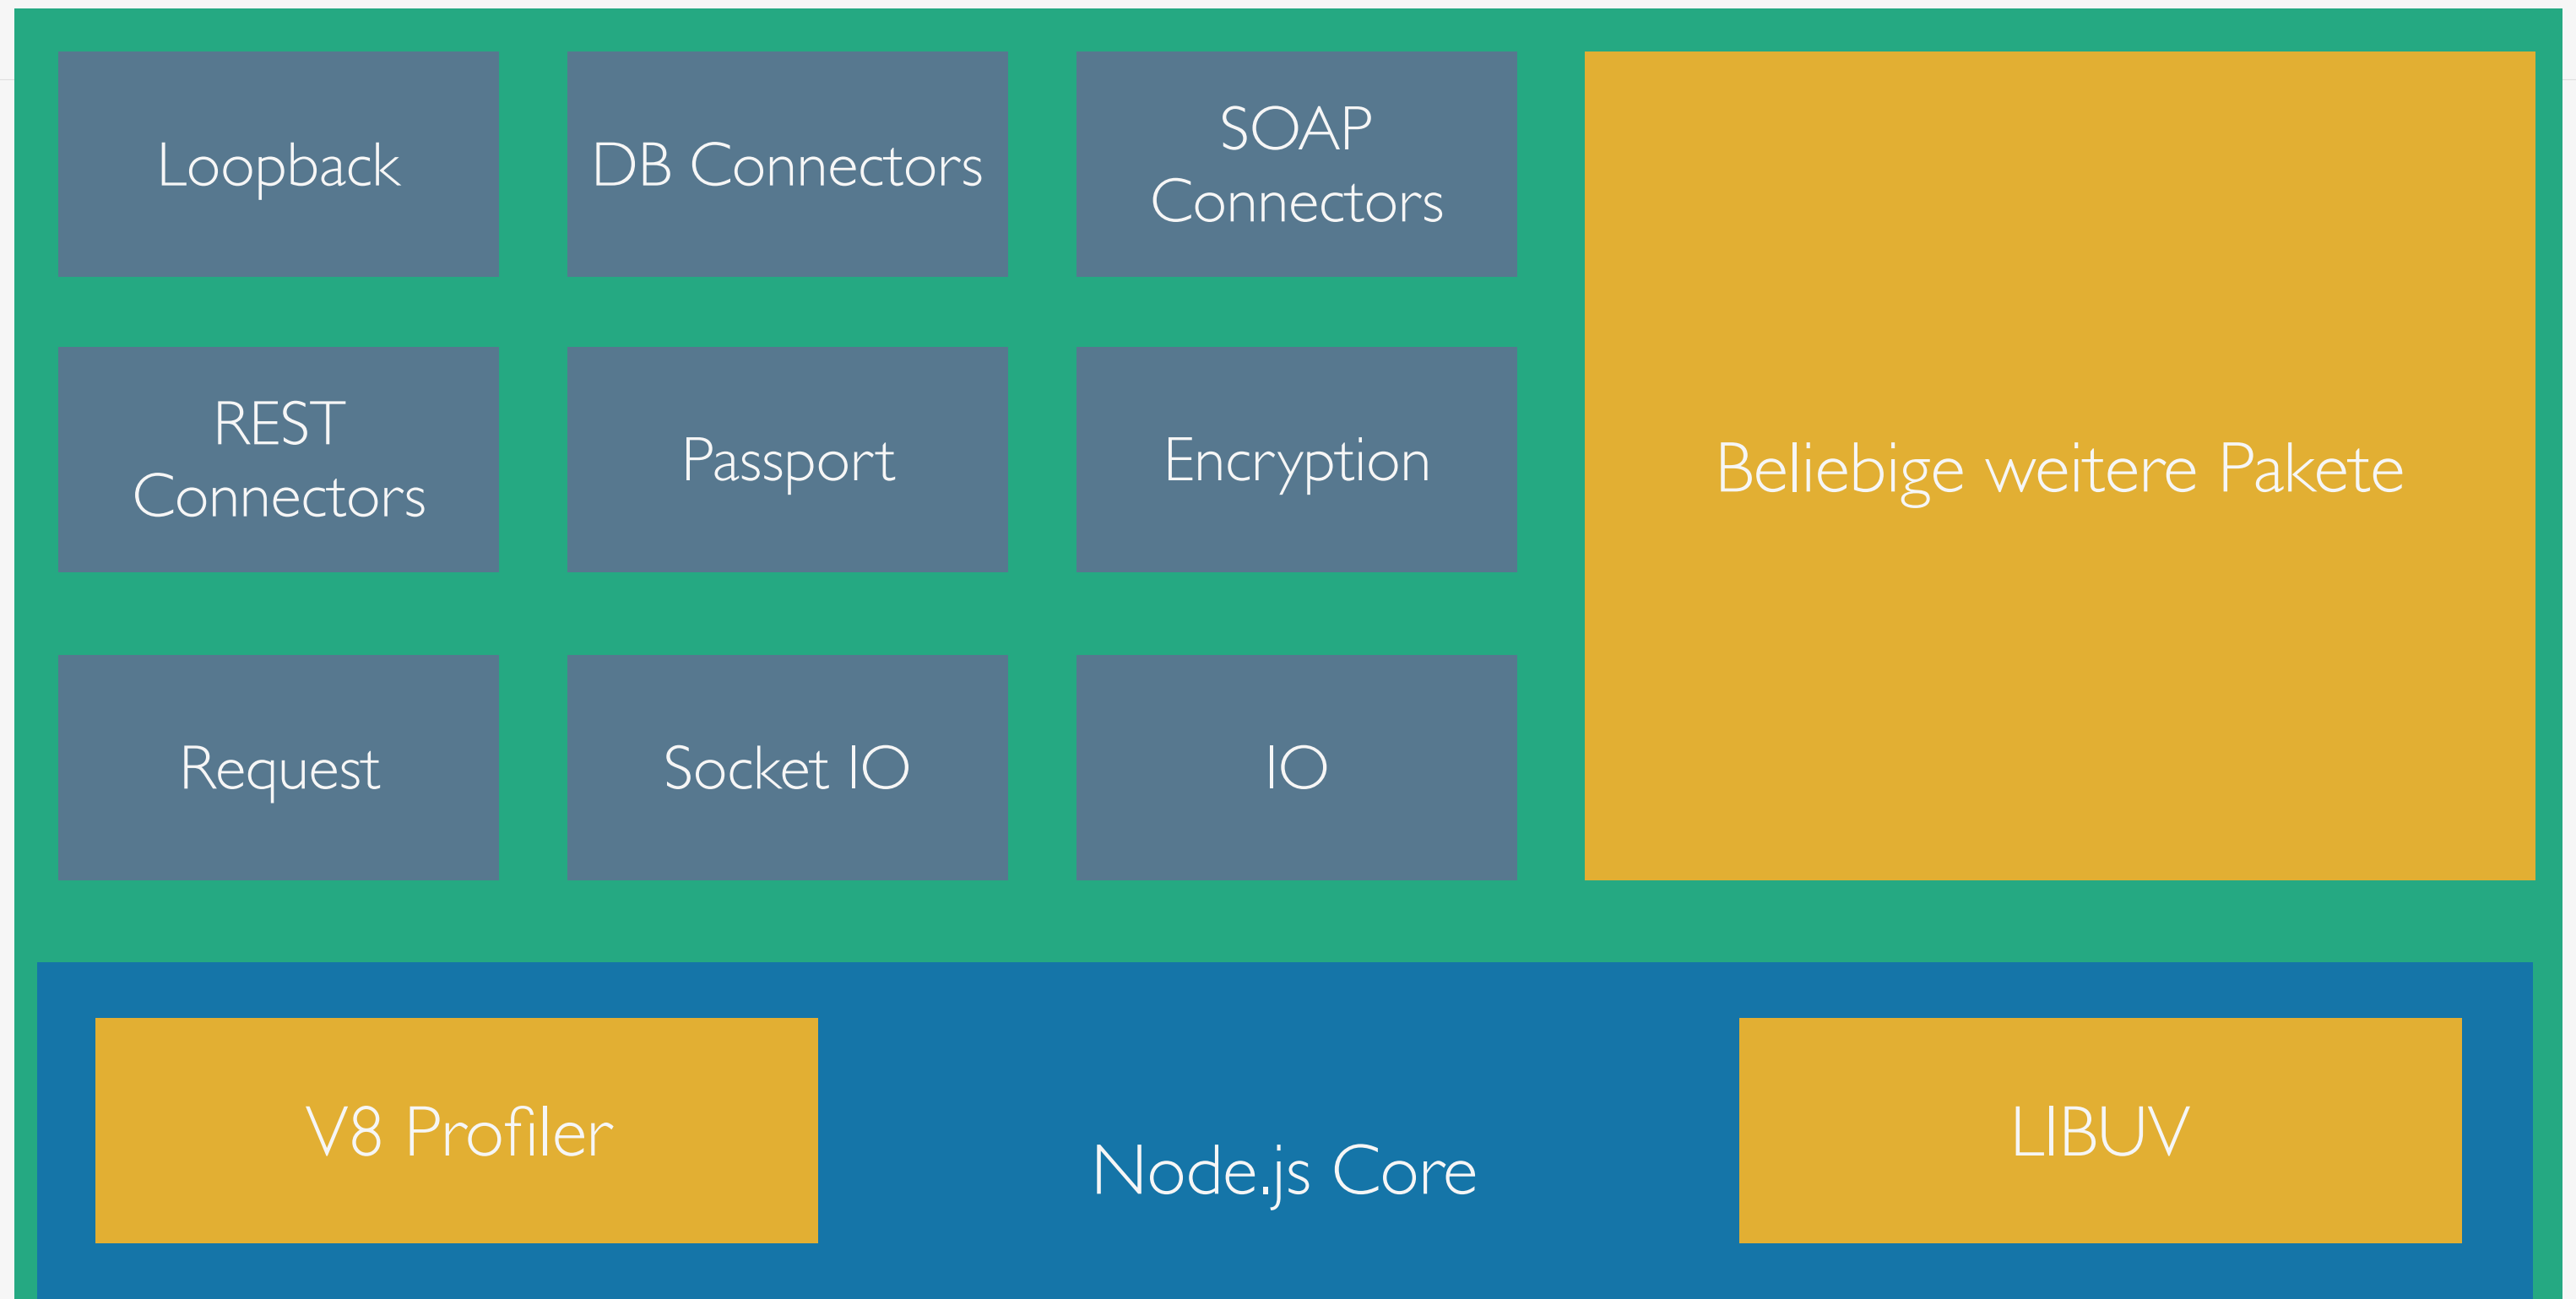 Loopback
DB Connectors
SOAP
Connectors
REST
Connectors
Passport
Encryption
Beliebige weitere Pakete
Request
Socket IO
IO
V8 Profiler
Node.js Core
LIBUV